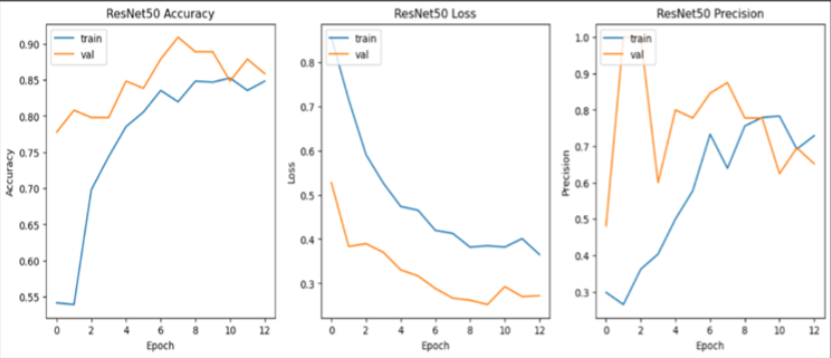 ResNet50 Accuracy
train
val
0.90
0.85
0.80
0.75
0.70
0.65
0.60
0.55
Accuracy
0 2 4 6 8 10 12
Epoch
ResNet50 Loss
train
val
0.8
0.7
0.6
0.5
0.4
0.3
Loss
0 2 4 6 8 10 12
Epoch
ResNet50 Precision
train
val
1.0
0.9
0.8
0.7
0.6
0.5
0.4
0.3
Precision
0 2 4 6 8 10 12
Epoch